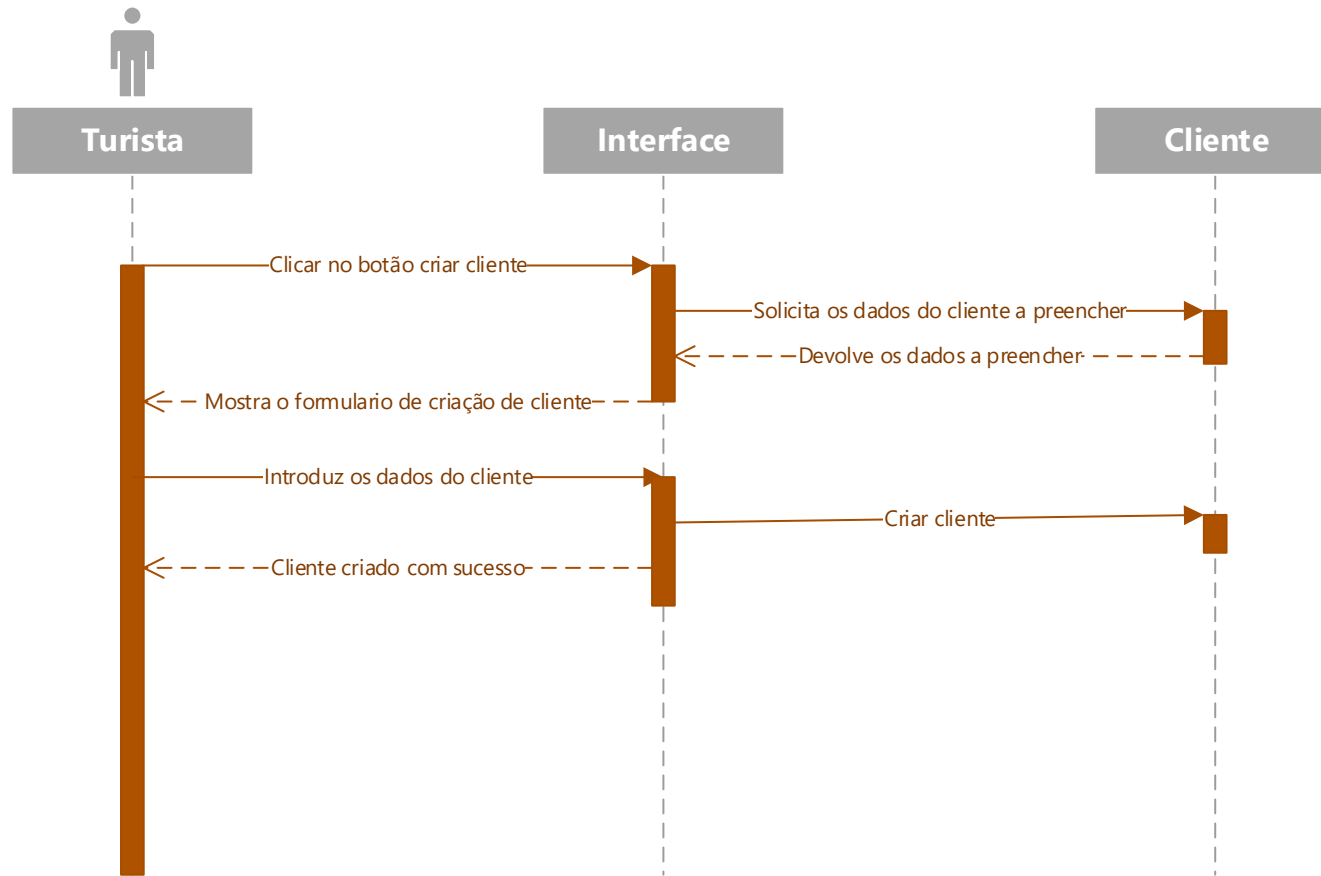 Turista
Interface
Cliente
Clicar no botão criar cliente
Solicita os dados do cliente a preencher
Devolve os dados a preencher
Mostra o formulario de criação de cliente
Introduz os dados do cliente
Criar cliente
Cliente criado com sucesso